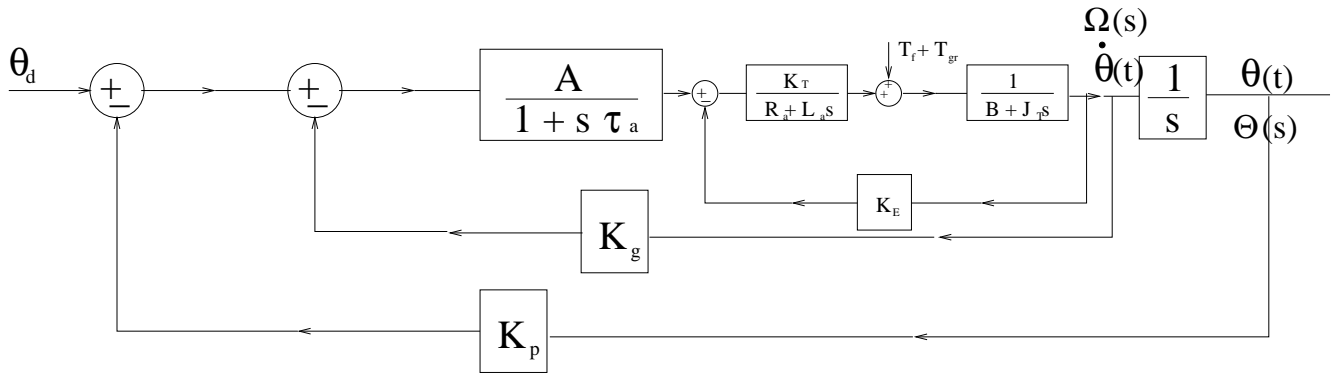 θd
+
−
+
−
A
1 + s τa
+
−
KT
Ra+ Las
Tf + Tgr
+
+
1
B + JTs
Ω(s)
θ̇(t)
1
s
θ(t)
Θ(s)
KE
Kg
Kp